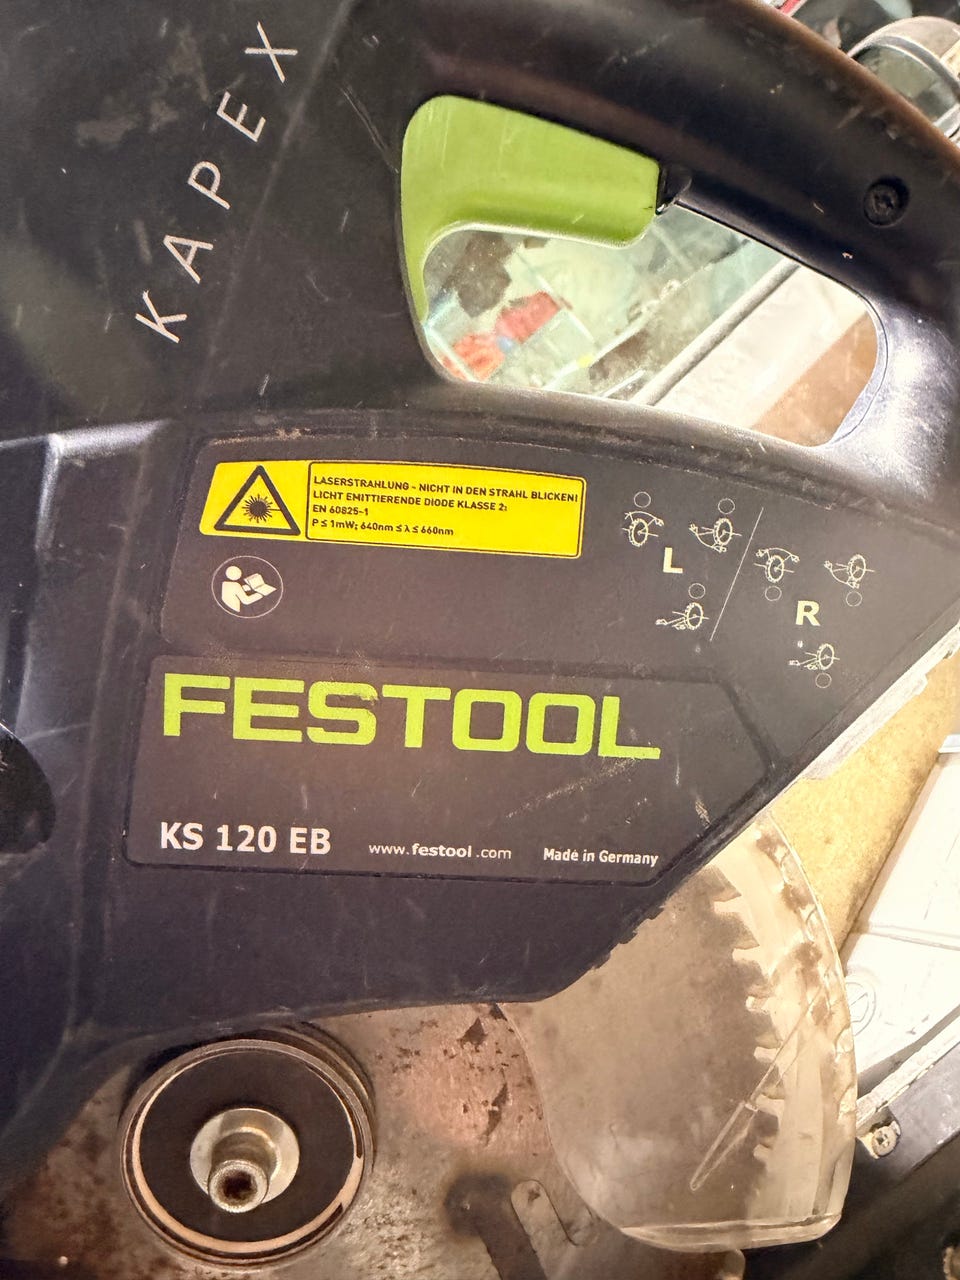 KAPEX
LASERSTRAHLUNG - NICHT IN DEN STRAHL BLICKEN!
LICHT EMITTIERENDE DIODE KLASSE 2;
EN 60825-1
P ≤ 1mW; 640nm ≤ λ ≤ 660nm
L
R
FESTOOL
KS 120 EB www.festool.com Made in Germany